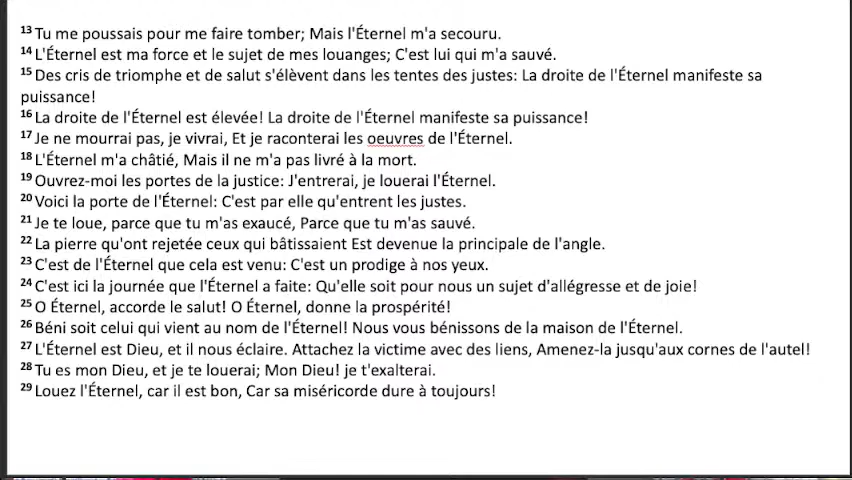 13 Tu me poussais pour me faire tomber; Mais l'Éternel m'a secouru.
14 L'Éternel est ma force et le sujet de mes louanges; C'est lui qui m'a sauvé.
15 Des cris de triomphe et de salut s'élèvent dans les tentes des justes: La droite de l'Éternel manifeste sa
puissance!
16 La droite de l'Éternel est élevée! La droite de l'Éternel manifeste sa puissance!
17 Je ne mourrai pas, je vivrai, Et je raconterai les oeuvres de l'Éternel.
18 L'Éternel m'a châtié, Mais il ne m'a pas livré à la mort.
19 Ouvrez-moi les portes de la justice: J'entrerai, je louerai l'Éternel.
20 Voici la porte de l'Éternel: C'est par elle qu'entrent les justes.
21 Je te loue, parce que tu m'as exaucé, Parce que tu m'as sauvé.
22 La pierre qu'ont rejetée ceux qui bâtissaient Est devenue la principale de l'angle.
23 C'est de l'Éternel que cela est venu: C'est un prodige à nos yeux.
24 C'est ici la journée que l'Éternel a faite: Qu'elle soit pour nous un sujet d'allégresse et de joie!
25 O Éternel, accorde le salut! O Éternel, donne la prospérité!
26 Béni soit celui qui vient au nom de l'Éternel! Nous vous bénissons de la maison de l'Éternel.
27 L'Éternel est Dieu, et il nous éclaire. Attachez la victime avec des liens, Amenez-la jusqu'aux cornes de l'autel!
28 Tu es mon Dieu, et je te louerai; Mon Dieu! je t'exalterai.
29 Louez l'Éternel, car il est bon, Car sa miséricorde dure à toujours!